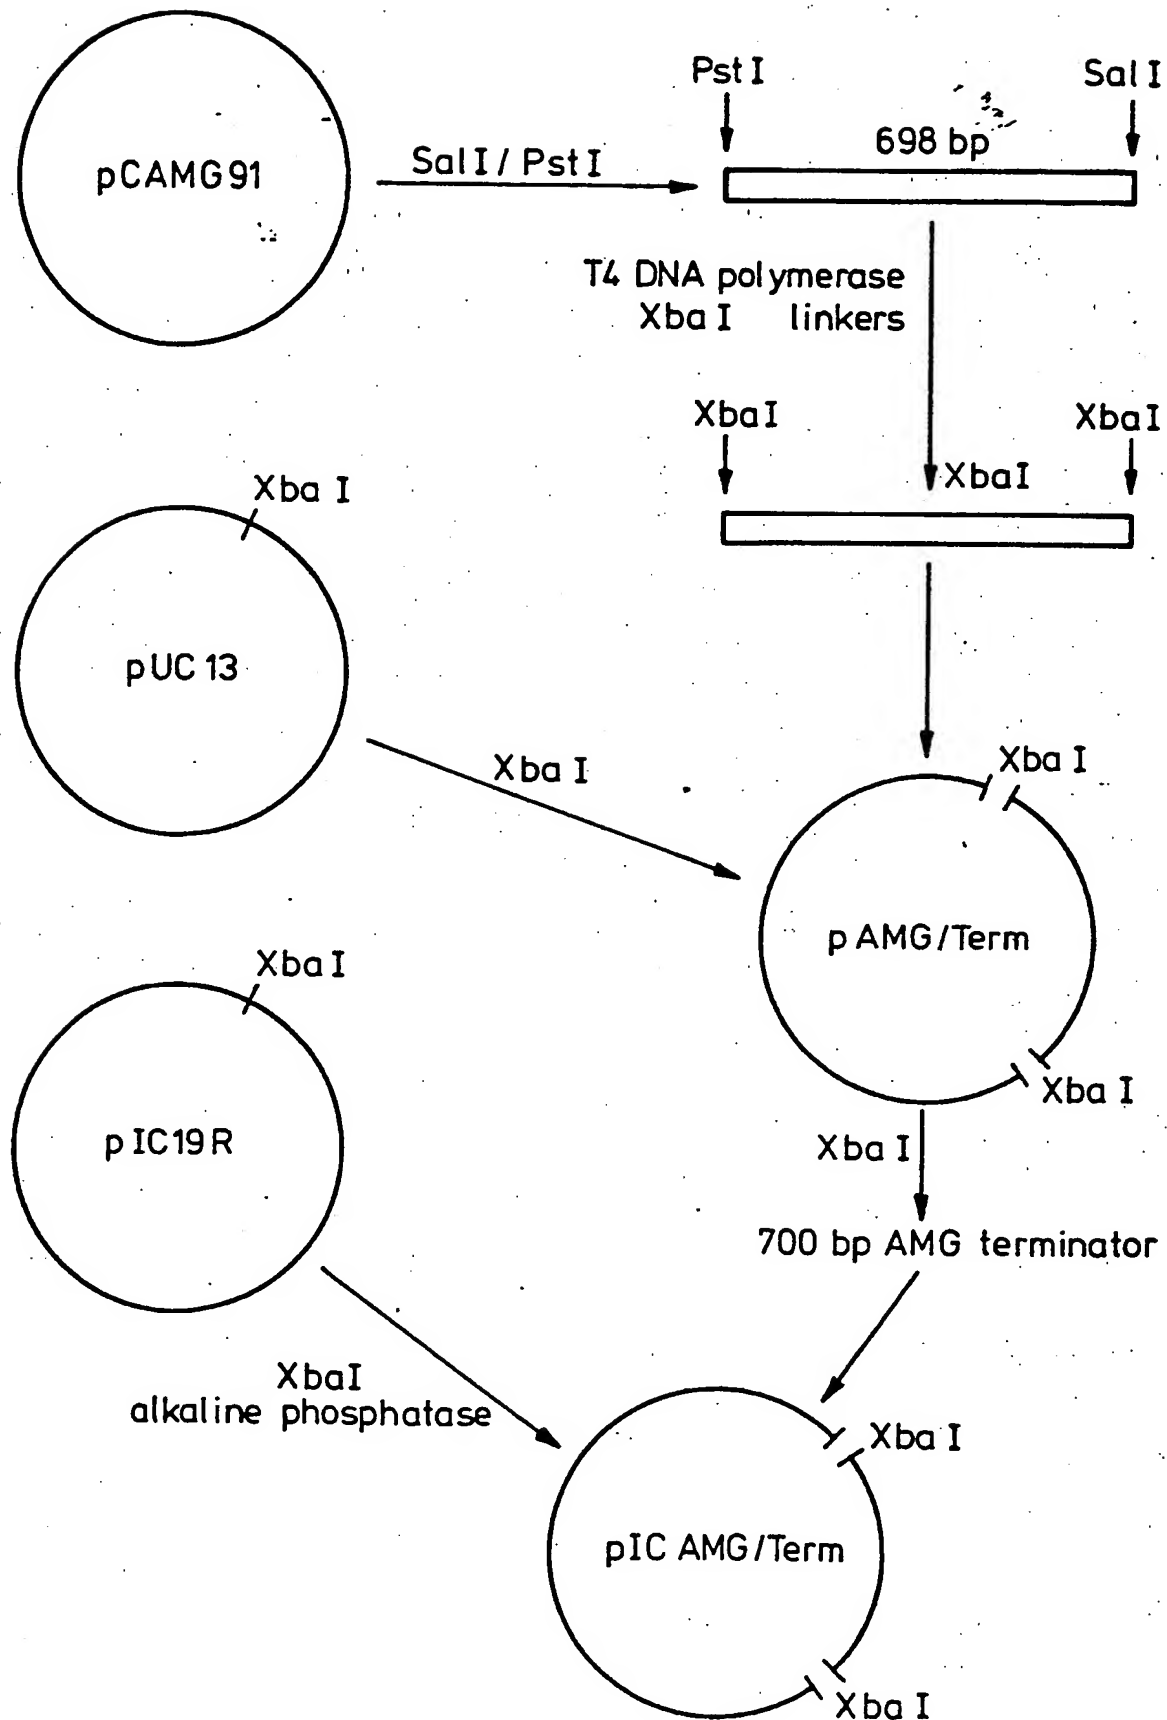 pCAMG91
SalI / PstI
PstI
SalI
698 bp
T4 DNA polymerase
XbaI linkers
XbaI
XbaI
XbaI
XbaI
pUC13
XbaI
XbaI
pAMG/Term
XbaI
XbaI
pIC19R
XbaI
700 bp AMG terminator
XbaI
alkaline phosphatase
XbaI
pIC AMG/Term
XbaI